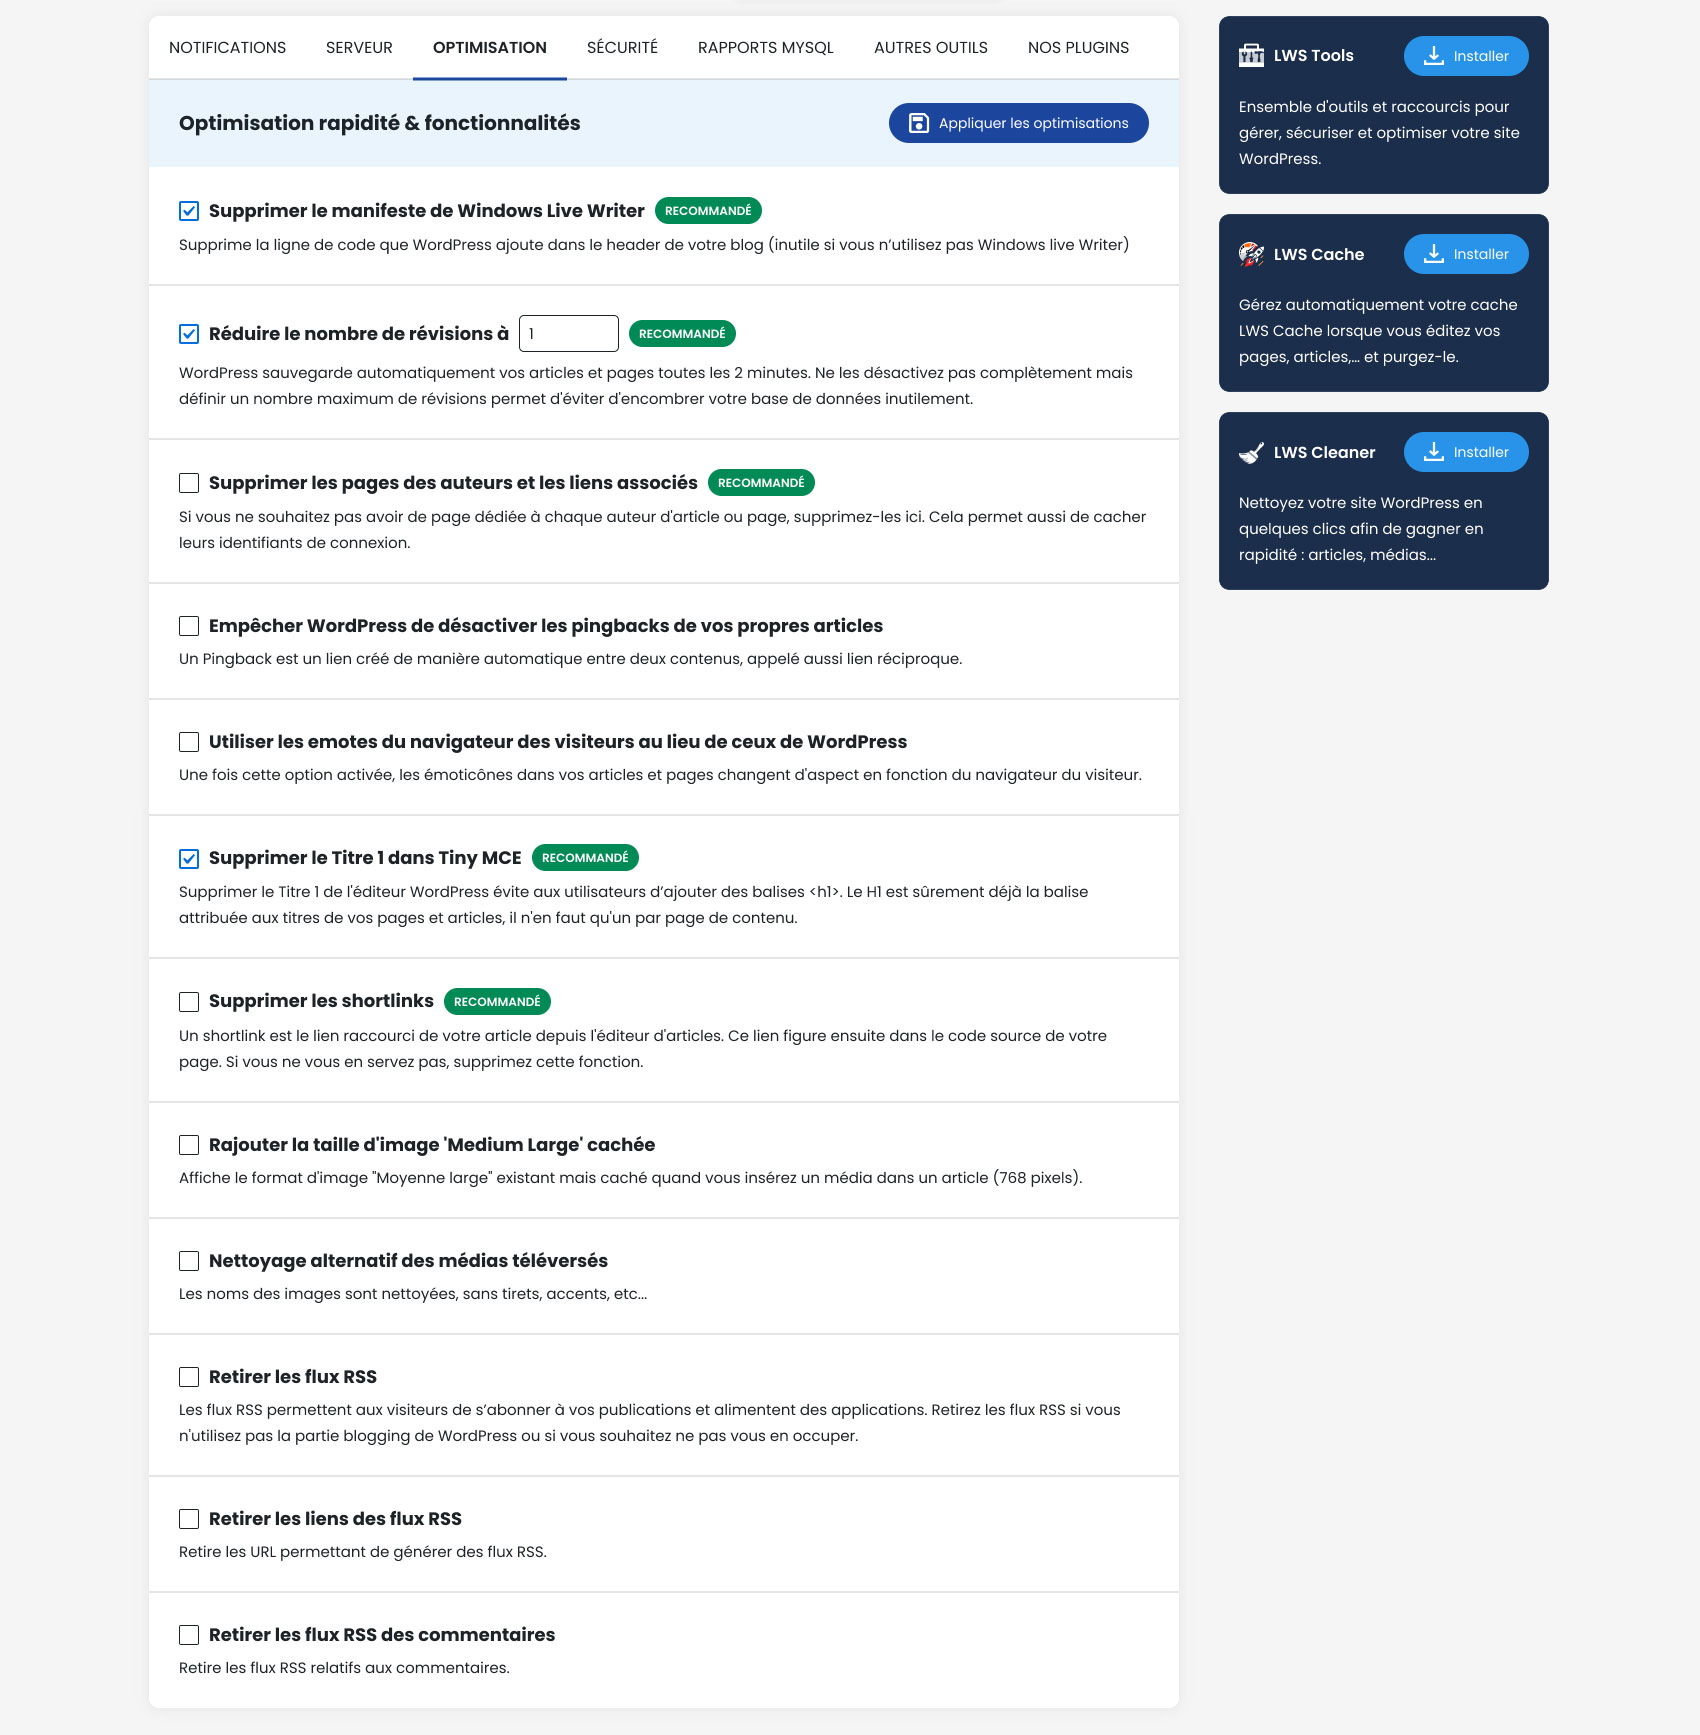 NOTIFICATIONS SERVEUR OPTIMISATION SÉCURITÉ RAPPORTS MYSQL AUTRES OUTILS NOS PLUGINS
Optimisation rapidité & fonctionnalités
Appliquer les optimisations
Supprimer le manifeste de Windows Live Writer RECOMMANDÉ
Supprime la ligne de code que WordPress ajoute dans le header de votre blog (inutile si vous n’utilisez pas Windows live Writer)
Réduire le nombre de révisions à 1 RECOMMANDÉ
WordPress sauvegarde automatiquement vos articles et pages toutes les 2 minutes. Ne les désactivez pas complètement mais
définir un nombre maximum de révisions permet d'éviter d'encombrer votre base de données inutilement.
Supprimer les pages des auteurs et les liens associés RECOMMANDÉ
Si vous ne souhaitez pas avoir de page dédiée à chaque auteur d'article ou page, supprimez-les ici. Cela permet aussi de cacher
leurs identifiants de connexion.
Empêcher WordPress de désactiver les pingbacks de vos propres articles
Un Pingback est un lien créé de manière automatique entre deux contenus, appelé aussi lien réciproque.
Utiliser les emotes du navigateur des visiteurs au lieu de ceux de WordPress
Une fois cette option activée, les émoticônes dans vos articles et pages changent d'aspect en fonction du navigateur du visiteur.
Supprimer le Titre 1 dans Tiny MCE RECOMMANDÉ
Supprimer le Titre 1 de l'éditeur WordPress évite aux utilisateurs d’ajouter des balises <h1>. Le H1 est sûrement déjà la balise
attribuée aux titres de vos pages et articles, il n'en faut qu'un par page de contenu.
Supprimer les shortlinks RECOMMANDÉ
Un shortlink est le lien raccourci de votre article depuis l'éditeur d'articles. Ce lien figure ensuite dans le code source de votre
page. Si vous ne vous en servez pas, supprimez cette fonction.
Rajouter la taille d'image 'Medium Large' cachée
Affiche le format d'image "Moyenne large" existant mais caché quand vous insérez un média dans un article (768 pixels).
Nettoyage alternatif des médias téléversés
Les noms des images sont nettoyées, sans tirets, accents, etc...
Retirer les flux RSS
Les flux RSS permettent aux visiteurs de s’abonner à vos publications et alimentent des applications. Retirez les flux RSS si vous
n'utilisez pas la partie blogging de WordPress ou si vous souhaitez ne pas vous en occuper.
Retirer les liens des flux RSS
Retire les URL permettant de générer des flux RSS.
Retirer les flux RSS des commentaires
Retire les flux RSS relatifs aux commentaires.
LWS Tools Installer
Ensemble d'outils et raccourcis pour
gérer, sécuriser et optimiser votre site
WordPress.
LWS Cache Installer
Gérez automatiquement votre cache
LWS Cache lorsque vous éditez vos
pages, articles,... et purgez-le.
LWS Cleaner Installer
Nettoyez votre site WordPress en
quelques clics afin de gagner en
rapidité : articles, médias...